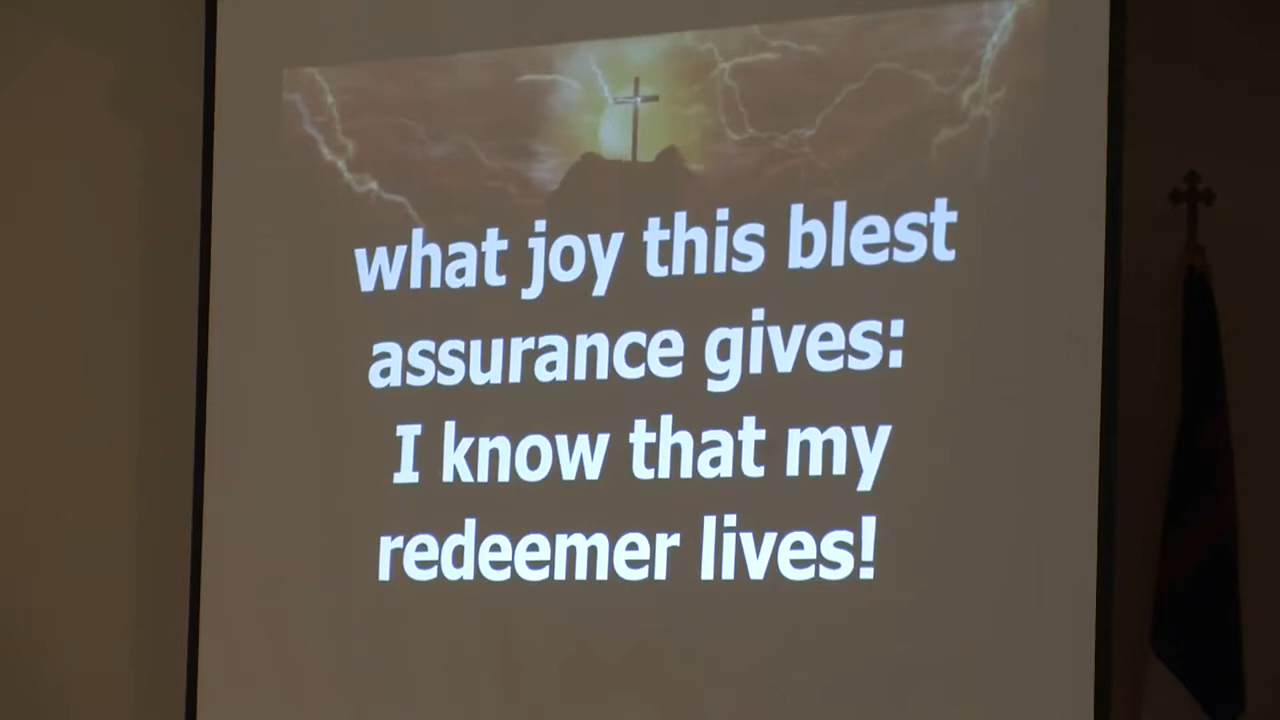 what joy this blest
assurance gives:
I know that my
redeemer lives!